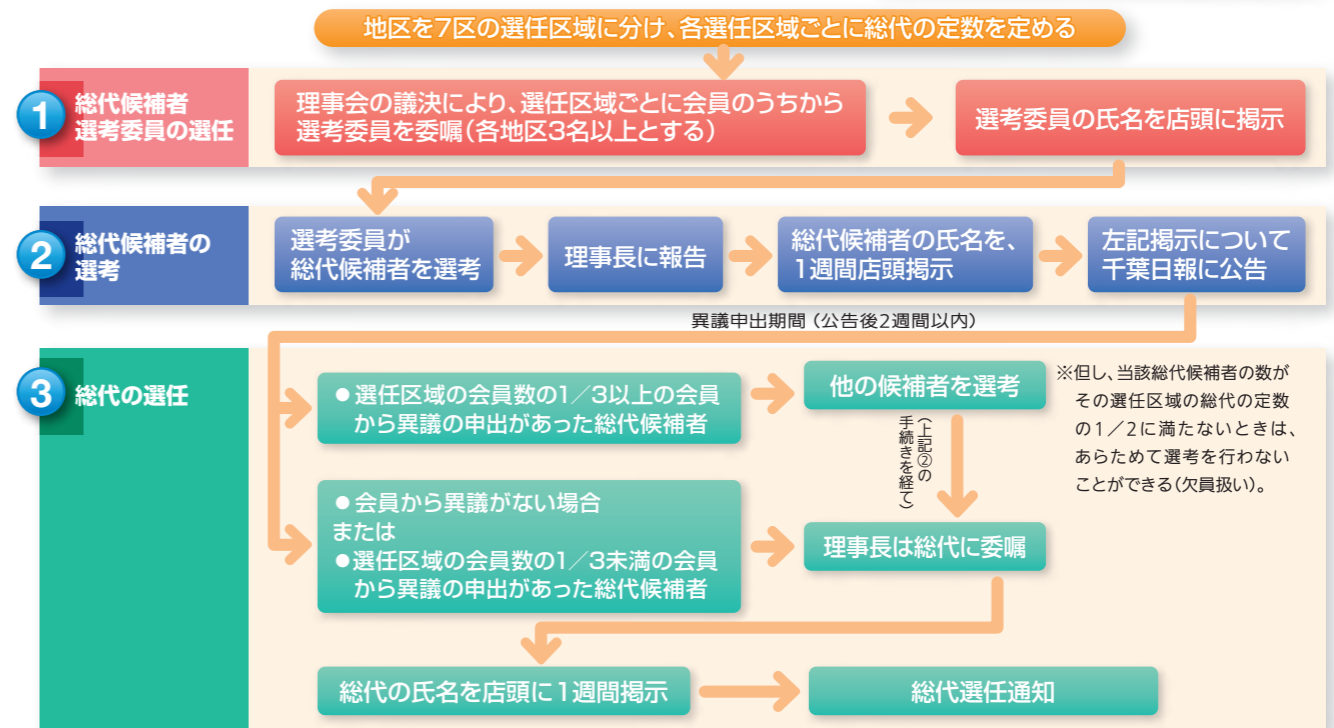 地区を7区の選任区域に分け、各選任区域ごとに総代の定数を定める
1
総代候補者
選考委員の選任
理事会の議決により、選任区域ごとに会員のうちから
選考委員を委嘱(各地区3名以上とする)
選考委員の氏名を店頭に掲示
2
総代候補者の
選考
選考委員が
総代候補者を選考
理事長に報告
総代候補者の氏名を、
1週間店頭掲示
左記掲示について
千葉日報に公告
異議申出期間(公告後2週間以内)
3
総代の選任
●選任区域の会員数の1/3以上の会員
から異議の申出があった総代候補者
他の候補者を選考
※但し、当該総代候補者の数が
その選任区域の総代の定数
の1/2に満たないときは、
あらためて選考を行わない
ことができる(欠員扱い)。
(上記②の
手続きを経て)
●会員から異議がない場合
または
●選任区域の会員数の1/3未満の会員
から異議の申出があった総代候補者
理事長は総代に委嘱
総代の氏名を店頭に1週間掲示
総代選任通知